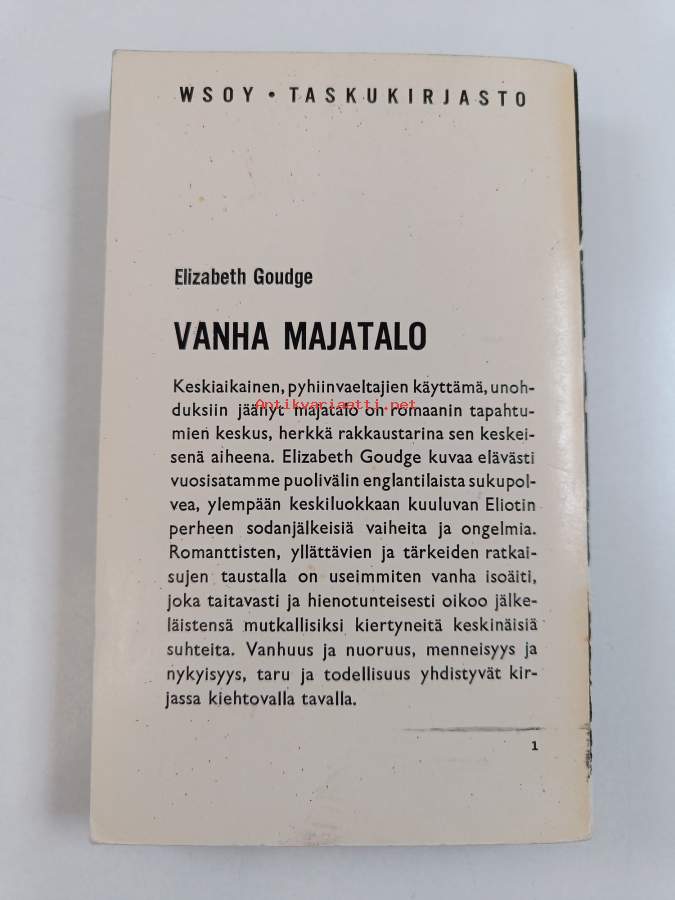 WSOY • TASKUKIRJASTO
Elizabeth Goudge
VANHA MAJATALO
Keskiaikainen, pyhiinvaeltajien käyttämä, unoh-
duksiin jäänyt majatalo on romaanin tapahtu-
Antikvariaatti.net
mien keskus, herkkä rakkaustarina sen keskei-
senä aiheena. Elizabeth Goudge kuvaa elävästi
vuosisatamme puolivälin englantilaista sukupol-
vea, ylempään keskiluokkaan kuuluvan Eliotin
perheen sodanjälkeisiä vaiheita ja ongelmia.
Romanttisten, yllättävien ja tärkeiden ratkai-
sujen taustalla on useimmiten vanha isoäiti,
joka taitavasti ja hienotunteisesti oikoo jälke-
läistensä mutkallisiksi kiertyneitä keskinäisiä
suhteita. Vanhuus ja nuoruus, menneisyys ja
nykyisyys, taru ja todellisuus yhdistyvät kir-
jassa kiehtovalla tavalla.
1